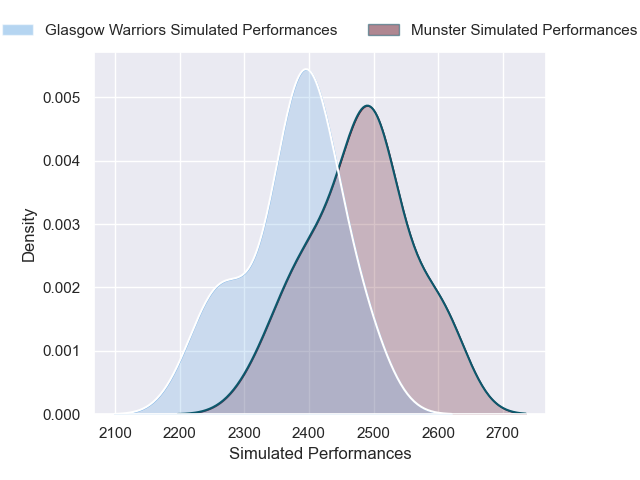 Glasgow Warriors Simulated Performances Munster Simulated Performances
0.005
0.004
0.003
0.002
0.001
0.000
Density
2100 2200 2300 2400 2500 2600 2700
Simulated Performances